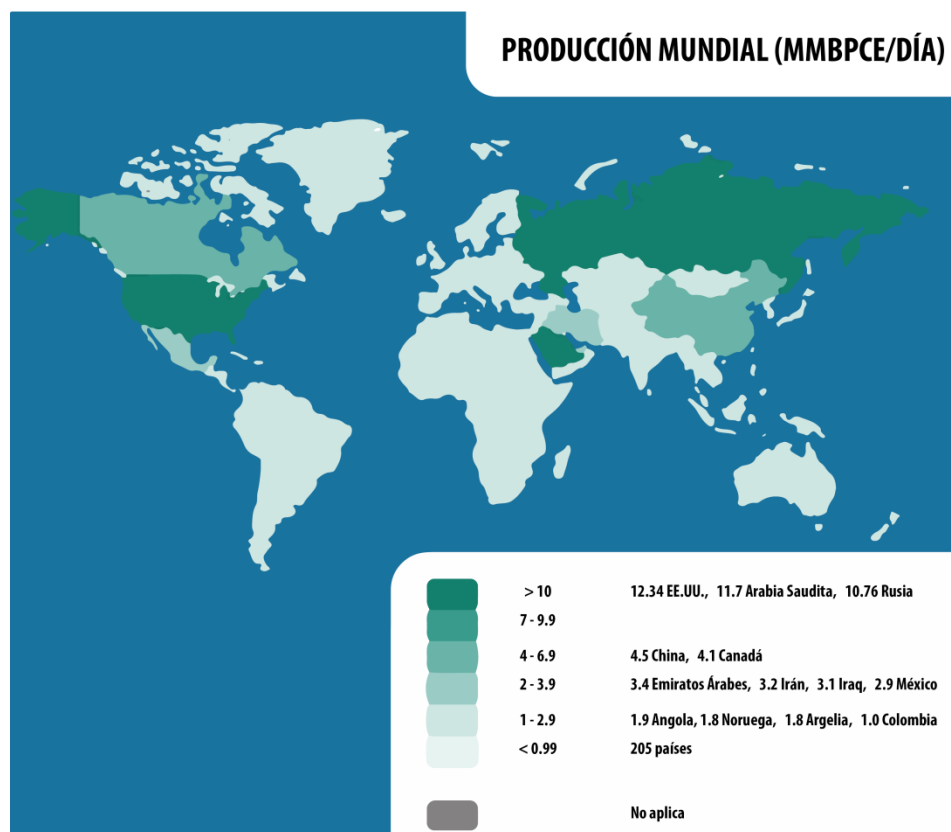 PRODUCCIÓN MUNDIAL (MMBPCE/DÍA)
> 10 12.34 EE.UU., 11.7 Arabia Saudita, 10.76 Rusia
7 - 9.9
4 - 6.9 4.5 China, 4.1 Canadá
2 - 3.9 3.4 Emiratos Árabes, 3.2 Irán, 3.1 Iraq, 2.9 México
1 - 2.9 1.9 Angola, 1.8 Noruega, 1.8 Argelia, 1.0 Colombia
< 0.99 205 países
No aplica